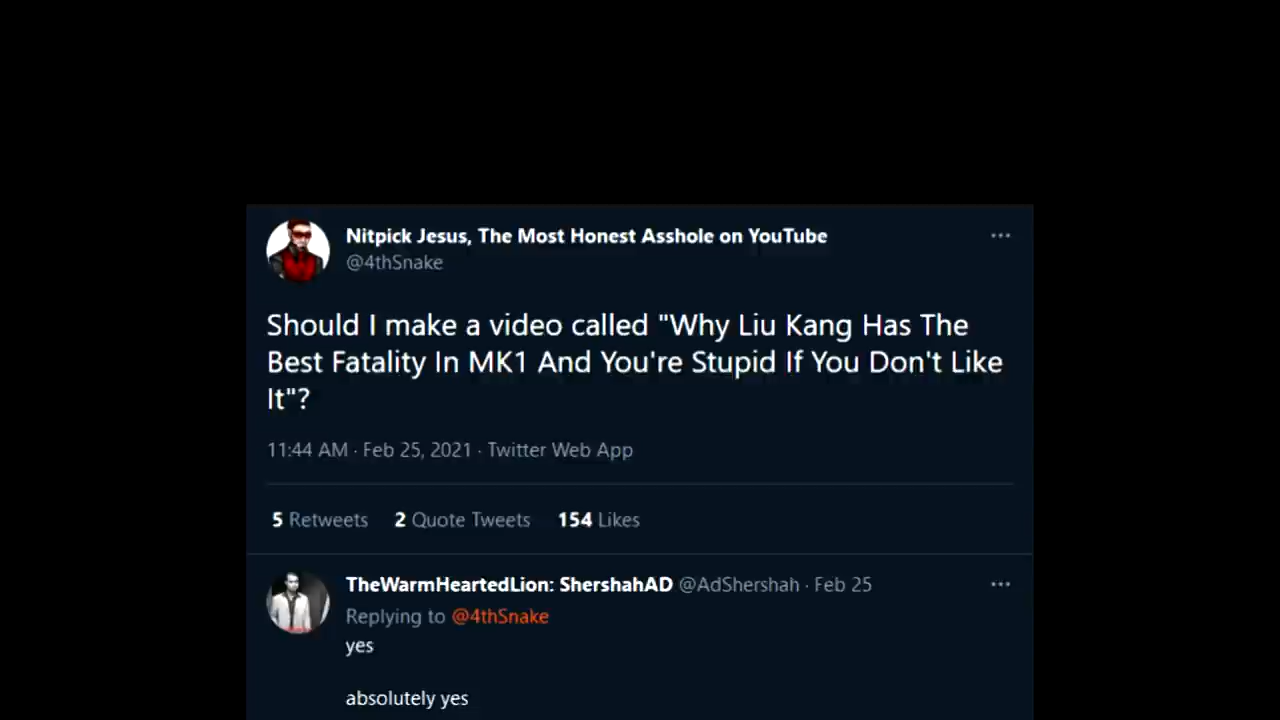 Nitpick Jesus, The Most Honest Asshole on YouTube
@4thSnake
Should I make a video called "Why Liu Kang Has The
Best Fatality In MK1 And You're Stupid If You Don't Like
It"?
11:44 AM · Feb 25, 2021 · Twitter Web App
5 Retweets 2 Quote Tweets 154 Likes
TheWarmHeartedLion: ShershahAD @AdShershah · Feb 25
Replying to @4thSnake
yes
absolutely yes